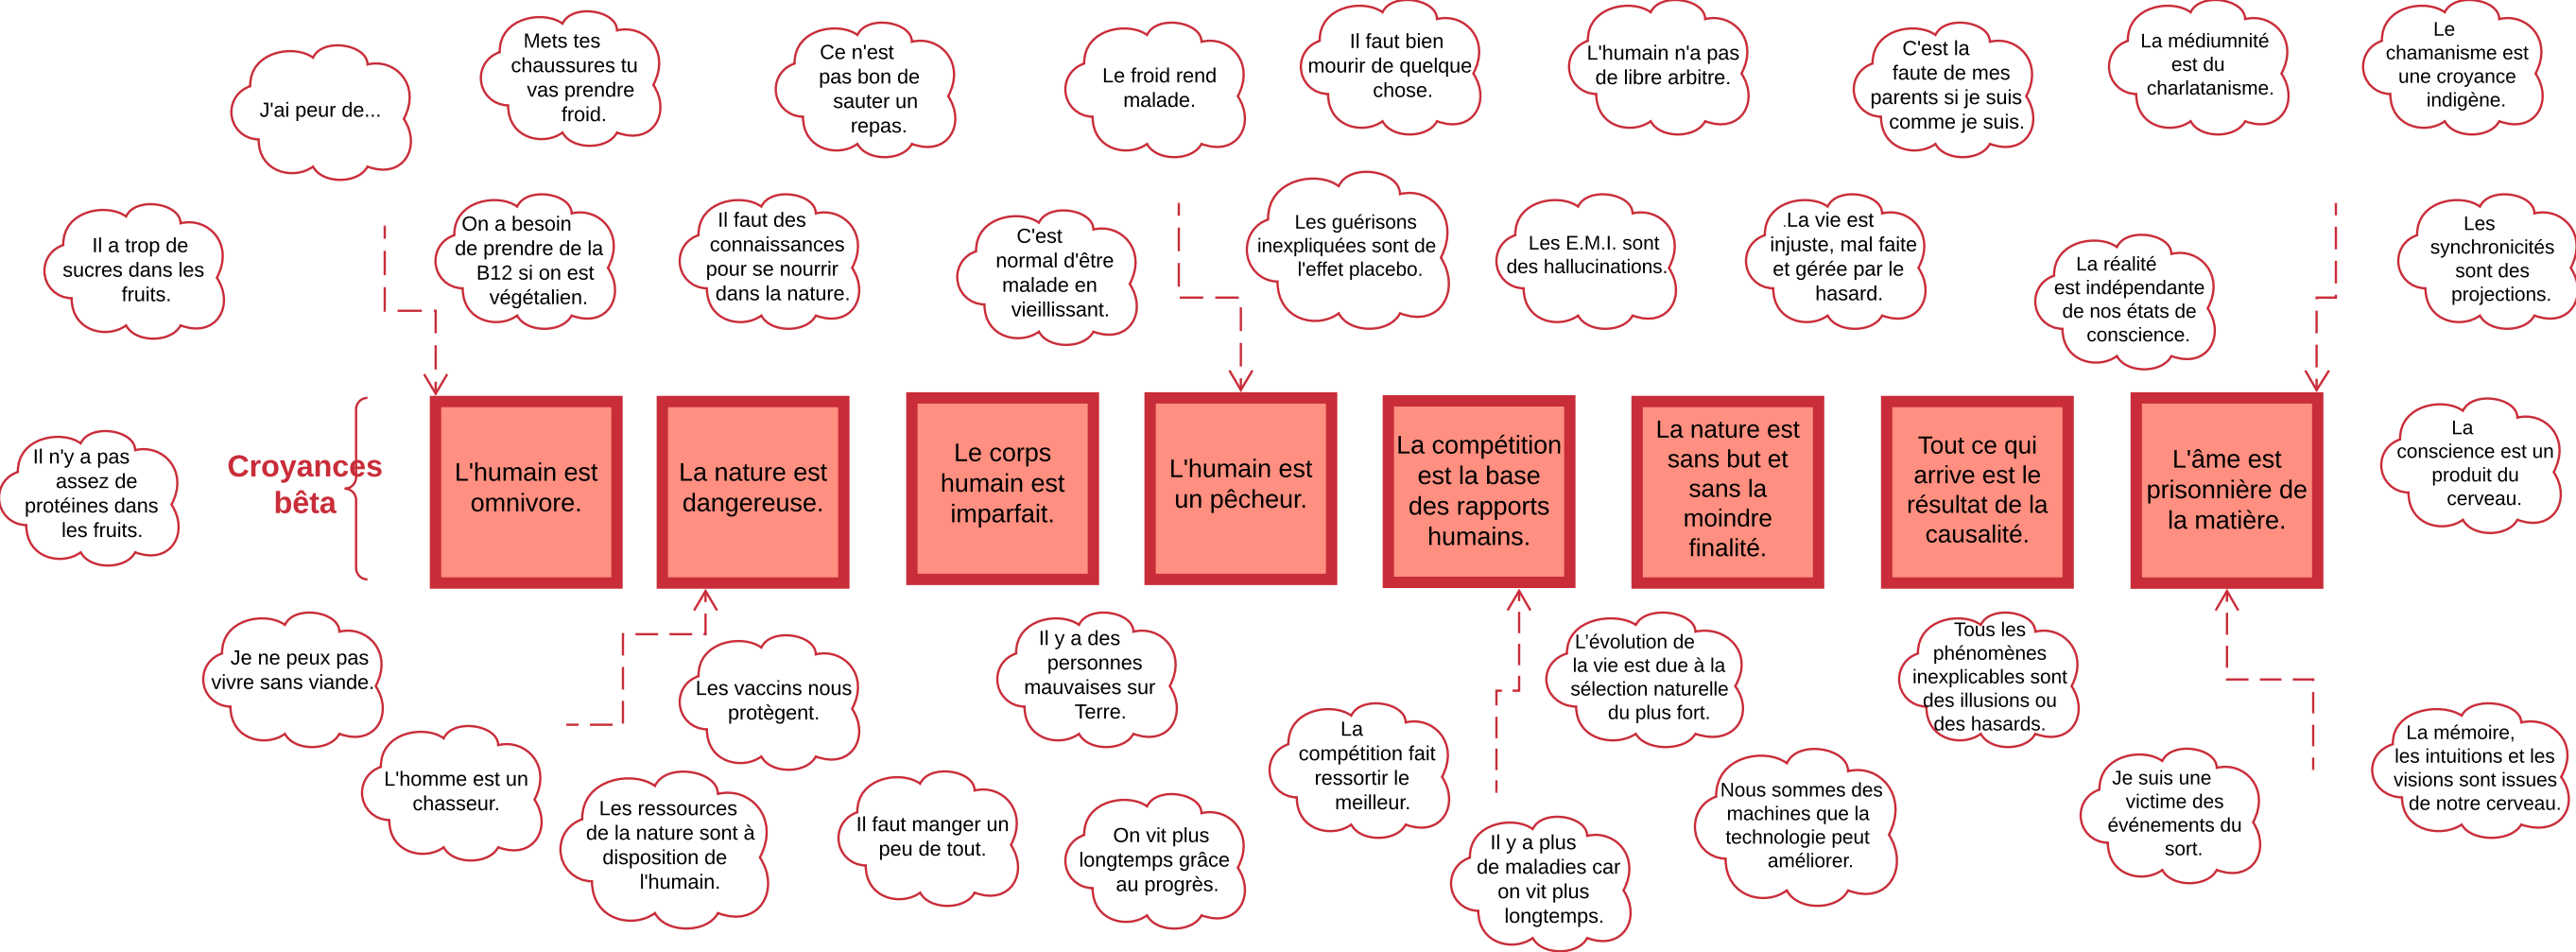 J'ai peur de...
Mets tes
chaussures tu
vas prendre
froid.
Ce n'est
pas bon de
sauter un
repas.
Le froid rend
malade.
Il faut bien
mourir de quelque
chose.
L'humain n'a pas
de libre arbitre.
C'est la
faute de mes
parents si je suis
comme je suis.
La médiumnité
est du
charlatanisme.
Le
chamanisme est
une croyance
indigène.
Il a trop de
sucres dans les
fruits.
On a besoin
de prendre de la
B12 si on est
végétalien.
Il faut des
connaissances
pour se nourrir
dans la nature.
C'est
normal d'être
malade en
vieillissant.
Les guérisons
inexpliquées sont de
l'effet placebo.
Les E.M.I. sont
des hallucinations.
.La vie est
injuste, mal faite
et gérée par le
hasard.
La réalité
est indépendante
de nos états de
conscience.
Les
synchronicités
sont des
projections.
Il n'y a pas
assez de
protéines dans
les fruits.
Croyances
bêta
L'humain est
omnivore.
La nature est
dangereuse.
Le corps
humain est
imparfait.
L'humain est
un pêcheur.
La compétition
est la base
des rapports
humains.
La nature est
sans but et
sans la
moindre
finalité.
Tout ce qui
arrive est le
résultat de la
causalité.
L'âme est
prisonnière de
la matière.
La
conscience est un
produit du
cerveau.
Je ne peux pas
vivre sans viande.
L'homme est un
chasseur.
Les vaccins nous
protègent.
Les ressources
de la nature sont à
disposition de
l'humain.
Il y a des
personnes
mauvaises sur
Terre.
Il faut manger un
peu de tout.
On vit plus
longtemps grâce
au progrès.
La
compétition fait
ressortir le
meilleur.
L’évolution de
la vie est due à la
sélection naturelle
du plus fort.
Il y a plus
de maladies car
on vit plus
longtemps.
Nous sommes des
machines que la
technologie peut
améliorer.
Tous les
phénomènes
inexplicables sont
des illusions ou
des hasards.
Je suis une
victime des
événements du
sort.
La mémoire,
les intuitions et les
visions sont issues
de notre cerveau.